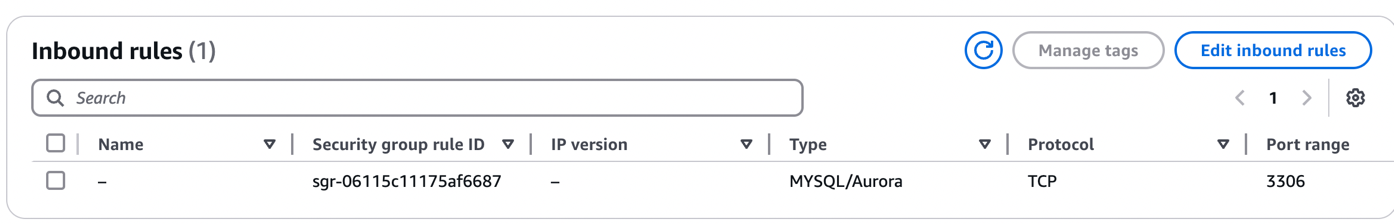 Inbound rules (1)
Manage tags
Edit inbound rules
Search
1
Name Security group rule ID IP version Type Protocol Port range
– sgr-06115c11175af6687 – MYSQL/Aurora TCP 3306